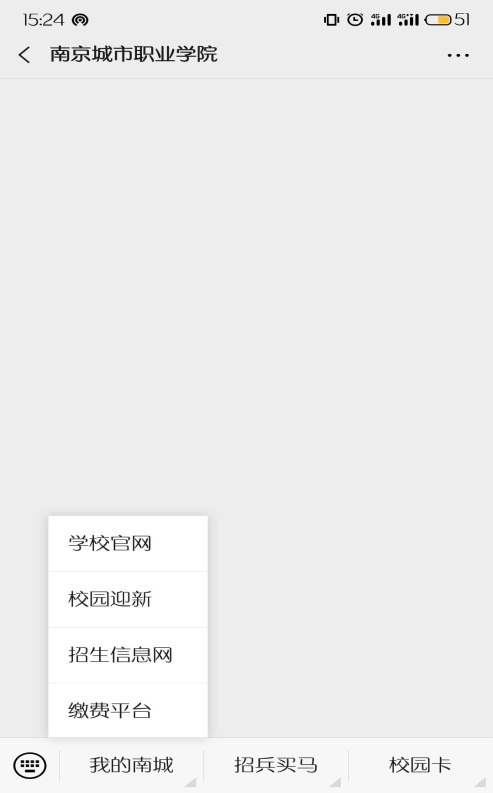 15:24 4G 4G 51
南京城市职业学院
学校官网
校园迎新
招生信息网
缴费平台
我的南城 招兵买马 校园卡